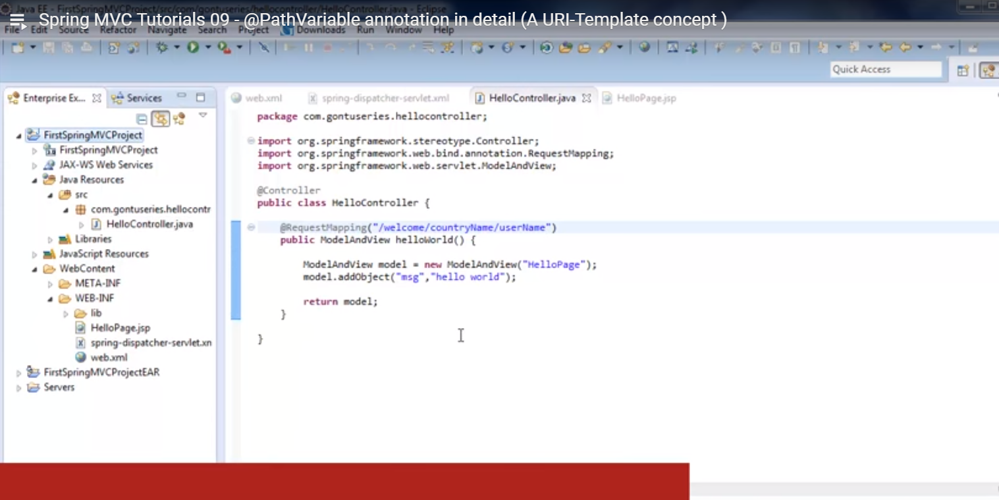 Java EE - FirstSpringMVCProject/src/com/gontuseries/hellocontroller/HelloController.java - Eclipse
Spring MVC Tutorials 09 - @PathVariable annotation in detail (A URI-Template concept )
File Edit Source Refactor Navigate Search Project Downloads Run Window Help
Quick Access
Enterprise Ex... Services
web.xml spring-dispatcher-servlet.xml HelloController.java HelloPage.jsp
FirstSpringMVCProject
FirstSpringMVCProject
JAX-WS Web Services
Java Resources
src
com.gontuseries.hellocontr
HelloController.java
Libraries
JavaScript Resources
WebContent
META-INF
WEB-INF
lib
HelloPage.jsp
spring-dispatcher-servlet.xn
web.xml
FirstSpringMVCProjectEAR
Servers
package com.gontuseries.hellocontroller;
import org.springframework.stereotype.Controller;
import org.springframework.web.bind.annotation.RequestMapping;
import org.springframework.web.servlet.ModelAndView;
@Controller
public class HelloController {
@RequestMapping("/welcome/countryName/userName")
public ModelAndView helloWorld() {
ModelAndView model = new ModelAndView("HelloPage");
model.addObject("msg","hello world");
return model;
}
}